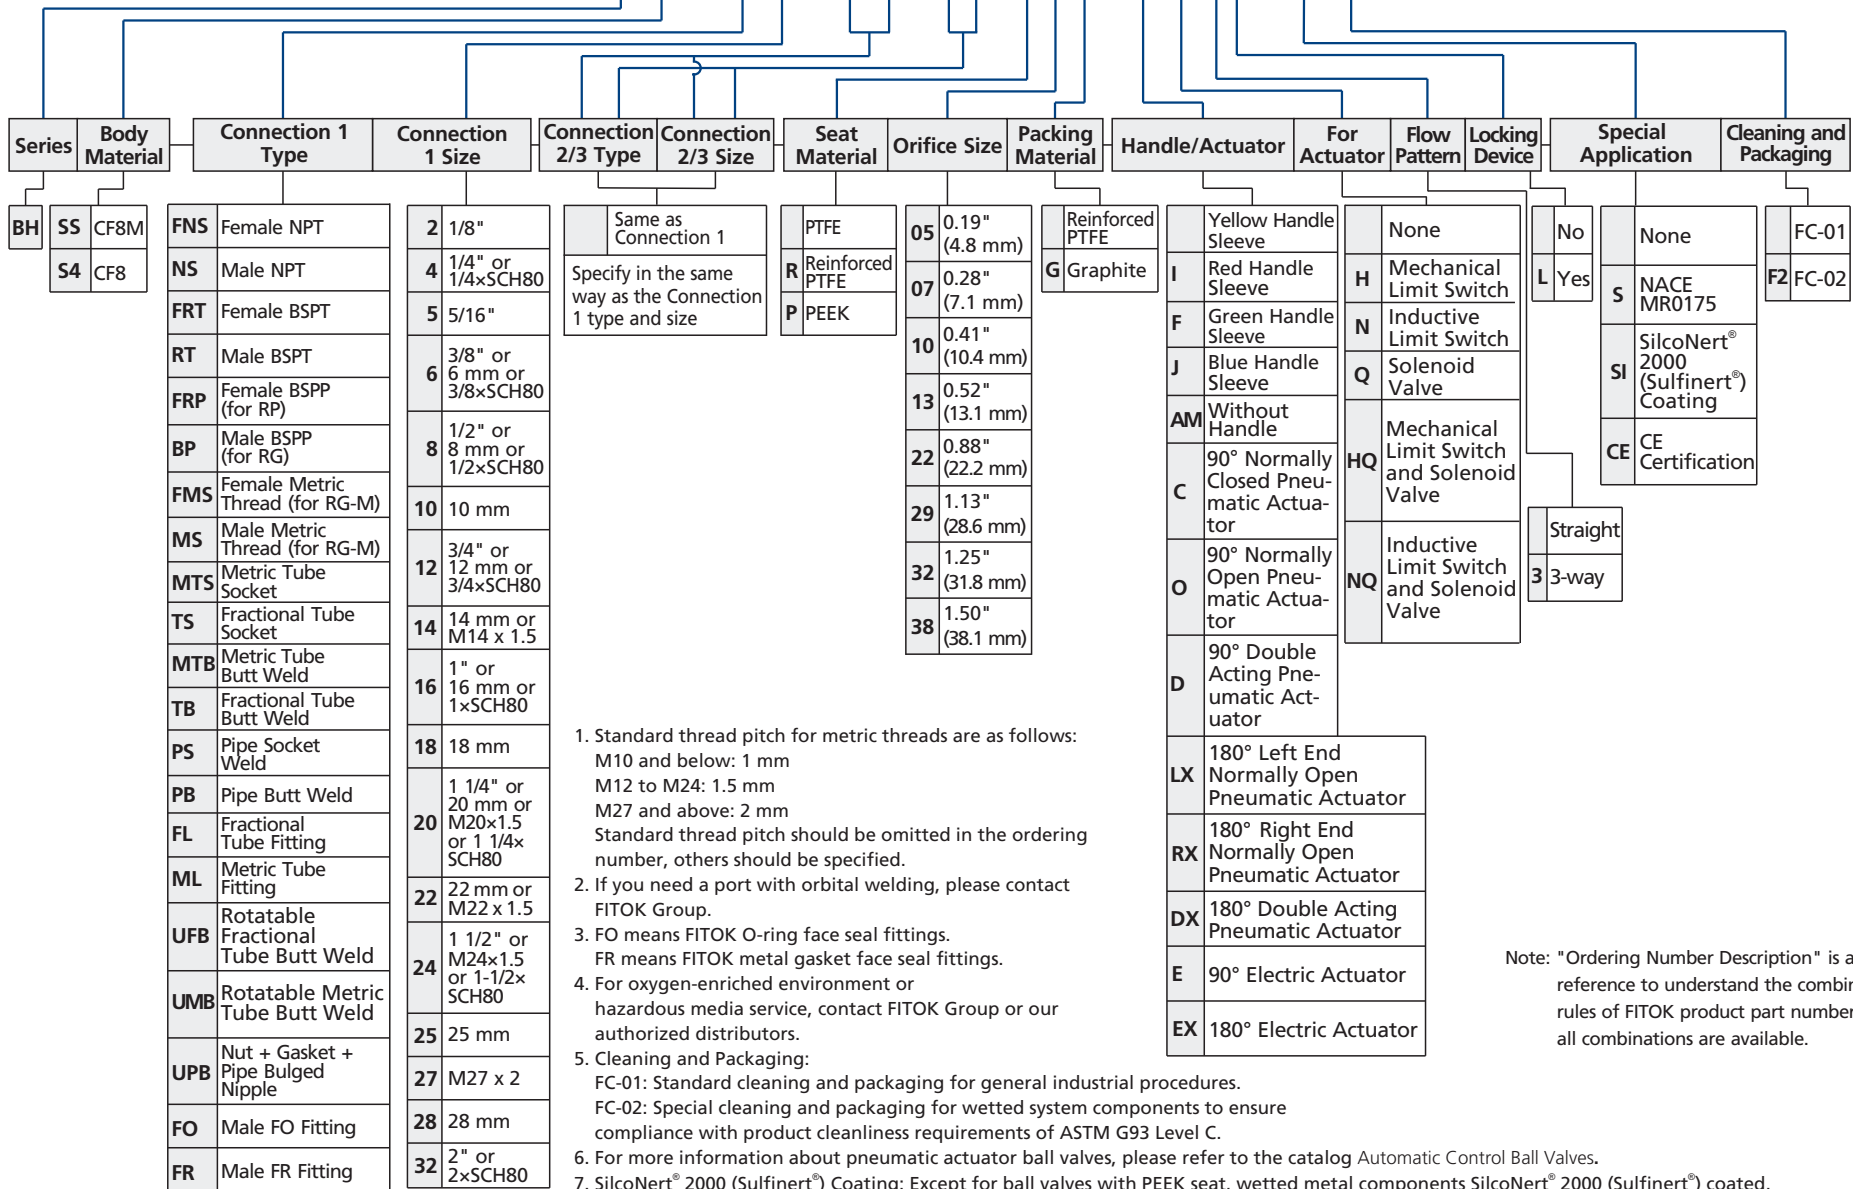 Series
Body
Material
Connection 1
Type
Connection
1 Size
Connection
2/3 Type
Connection
2/3 Size
Seat
Material
Orifice Size
Packing
Material
Handle/Actuator
For
Actuator
Flow
Pattern
Locking
Device
Special
Application
Cleaning and
Packaging
BH
SS CF8M
S4 CF8
FNS Female NPT
NS Male NPT
FRT Female BSPT
RT Male BSPT
FRP Female BSPP
(for RP)
BP Male BSPP
(for RG)
FMS Female Metric
Thread (for RG-M)
MS Male Metric
Thread (for RG-M)
MTS Metric Tube
Socket
TS Fractional Tube
Socket
MTB Metric Tube
Butt Weld
TB Fractional Tube
Butt Weld
PS Pipe Socket
Weld
PB Pipe Butt Weld
FL Fractional
Tube Fitting
ML Metric Tube
Fitting
UFB Rotatable
Fractional
Tube Butt Weld
UMB Rotatable Metric
Tube Butt Weld
UPB Nut + Gasket +
Pipe Bulged
Nipple
FO Male FO Fitting
FR Male FR Fitting
2 1/8"
4 1/4" or
1/4×SCH80
5 5/16"
6 3/8" or
6 mm or
3/8×SCH80
8 1/2" or
8 mm or
1/2×SCH80
10 10 mm
12 3/4" or
12 mm or
3/4×SCH80
14 14 mm or
M14 x 1.5
16 1" or
16 mm or
1×SCH80
18 18 mm
20 1 1/4" or
20 mm or
M20×1.5
or 1 1/4×
SCH80
22 22 mm or
M22 x 1.5
24 1 1/2" or
M24×1.5
or 1-1/2×
SCH80
25 25 mm
27 M27 x 2
28 28 mm
32 2" or
2×SCH80
Same as
Connection 1
Specify in the same
way as the Connection
1 type and size
PTFE
R Reinforced
PTFE
P PEEK
05 0.19"
(4.8 mm)
07 0.28"
(7.1 mm)
10 0.41"
(10.4 mm)
13 0.52"
(13.1 mm)
22 0.88"
(22.2 mm)
29 1.13"
(28.6 mm)
32 1.25"
(31.8 mm)
38 1.50"
(38.1 mm)
Reinforced
PTFE
G Graphite
Yellow Handle
Sleeve
I Red Handle
Sleeve
F Green Handle
Sleeve
J Blue Handle
Sleeve
AM Without
Handle
C 90° Normally
Closed Pneu-
matic Actua-
tor
O 90° Normally
Open Pneu-
matic Actua-
tor
D 90° Double
Acting Pne-
umatic Act-
uator
LX 180° Left End
Normally Open
Pneumatic Actuator
RX 180° Right End
Normally Open
Pneumatic Actuator
DX 180° Double Acting
Pneumatic Actuator
E 90° Electric Actuator
EX 180° Electric Actuator
None
H Mechanical
Limit Switch
N Inductive
Limit Switch
Q Solenoid
Valve
HQ Mechanical
Limit Switch
and Solenoid
Valve
NQ Inductive
Limit Switch
and Solenoid
Valve
Straight
3 3-way
No
L Yes
None
S NACE
MR0175
SI SilcoNert®
2000
(Sulfinert®)
Coating
CE CE
Certification
FC-01
F2 FC-02
1. Standard thread pitch for metric threads are as follows:
M10 and below: 1 mm
M12 to M24: 1.5 mm
M27 and above: 2 mm
Standard thread pitch should be omitted in the ordering
number, others should be specified.
2. If you need a port with orbital welding, please contact
FITOK Group.
3. FO means FITOK O-ring face seal fittings.
FR means FITOK metal gasket face seal fittings.
4. For oxygen-enriched environment or
hazardous media service, contact FITOK Group or our
authorized distributors.
5. Cleaning and Packaging:
FC-01: Standard cleaning and packaging for general industrial procedures.
FC-02: Special cleaning and packaging for wetted system components to ensure
compliance with product cleanliness requirements of ASTM G93 Level C.
6. For more information about pneumatic actuator ball valves, please refer to the catalog Automatic Control Ball Valves.
7. SilcoNert® 2000 (Sulfinert®) Coating: Except for ball valves with PEEK seat, wetted metal components SilcoNert® 2000 (Sulfinert®) coated.
Note: "Ordering Number Description" is a
reference to understand the combin
rules of FITOK product part number
all combinations are available.